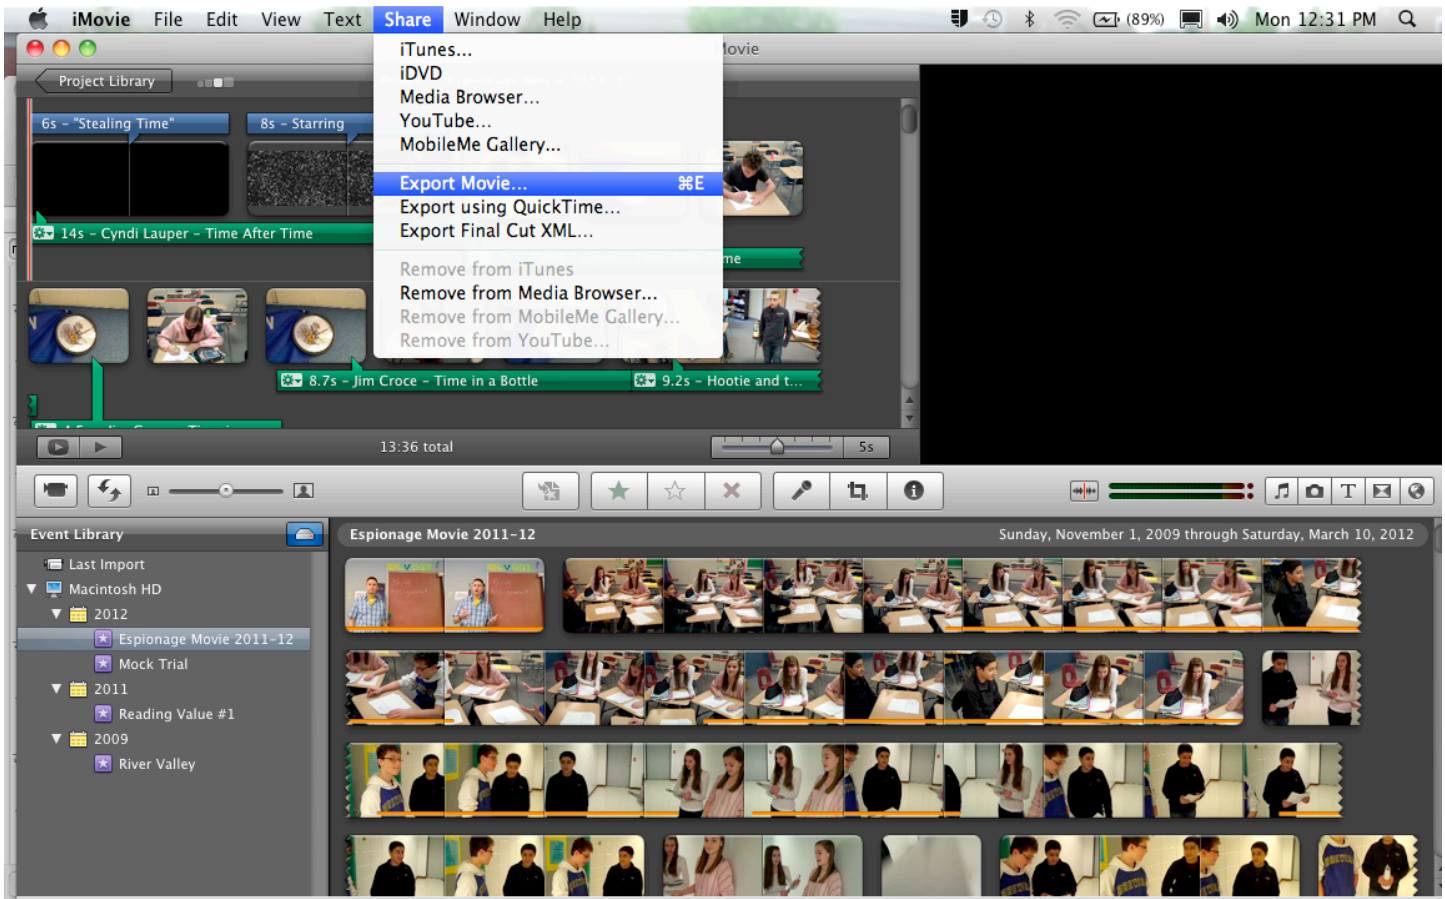 iMovie File Edit View Text Share Window Help (89%) Mon 12:31 PM
Movie
Project Library
6s – "Stealing Time"
8s – Starring
14s – Cyndi Lauper – Time After Time
me
iTunes...
iDVD
Media Browser...
YouTube...
MobileMe Gallery...
Export Movie... ⌘E
Export using QuickTime...
Export Final Cut XML...
Remove from iTunes
Remove from Media Browser...
Remove from MobileMe Gallery...
Remove from YouTube...
8.7s – Jim Croce – Time in a Bottle
9.2s – Hootie and t...
13:36 total
5s
Event Library
Last Import
Macintosh HD
2012
Espionage Movie 2011-12
Mock Trial
2011
Reading Value #1
2009
River Valley
Espionage Movie 2011-12
Sunday, November 1, 2009 through Saturday, March 10, 2012